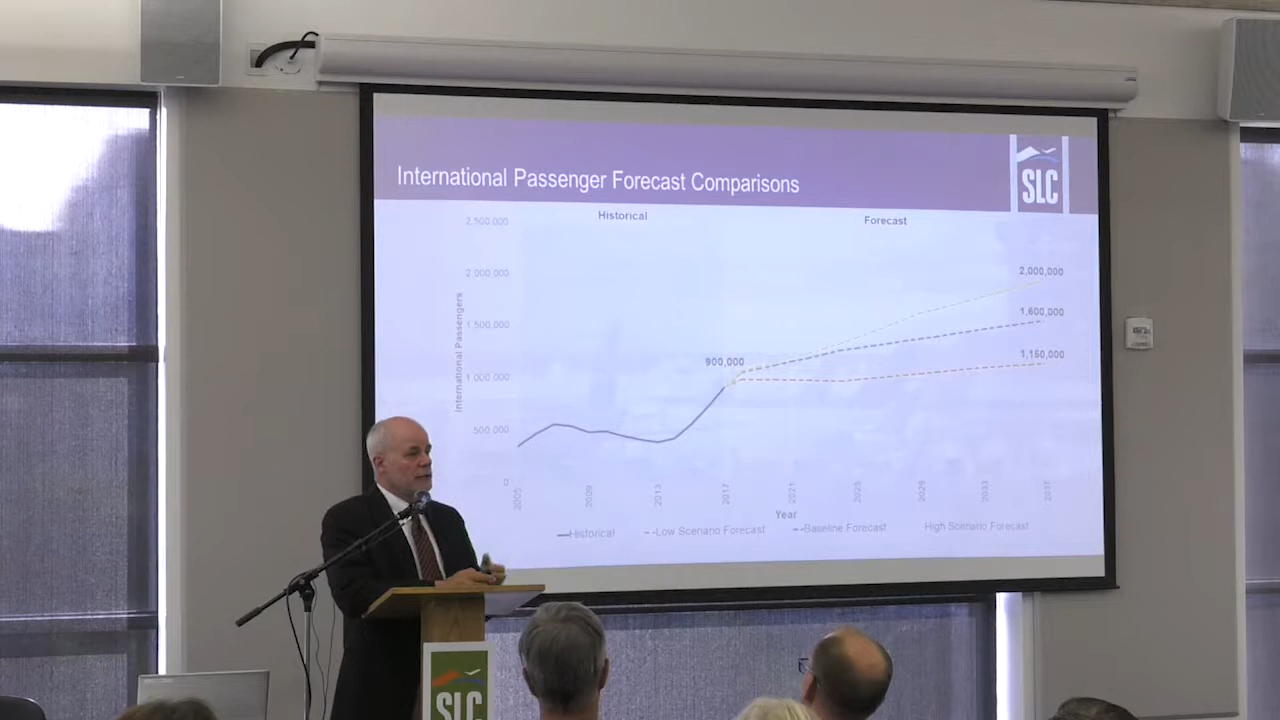 International Passenger Forecast Comparisons
SLC
Historical
Forecast
2,500,000
2,000,000
1,500,000
1,000,000
500,000
0
International Passengers
900,000
2,000,000
1,600,000
1,150,000
2005
2009
2013
2017
2021
2025
2029
2033
2037
Year
Historical
Low Scenario Forecast
Baseline Forecast
High Scenario Forecast
SLC